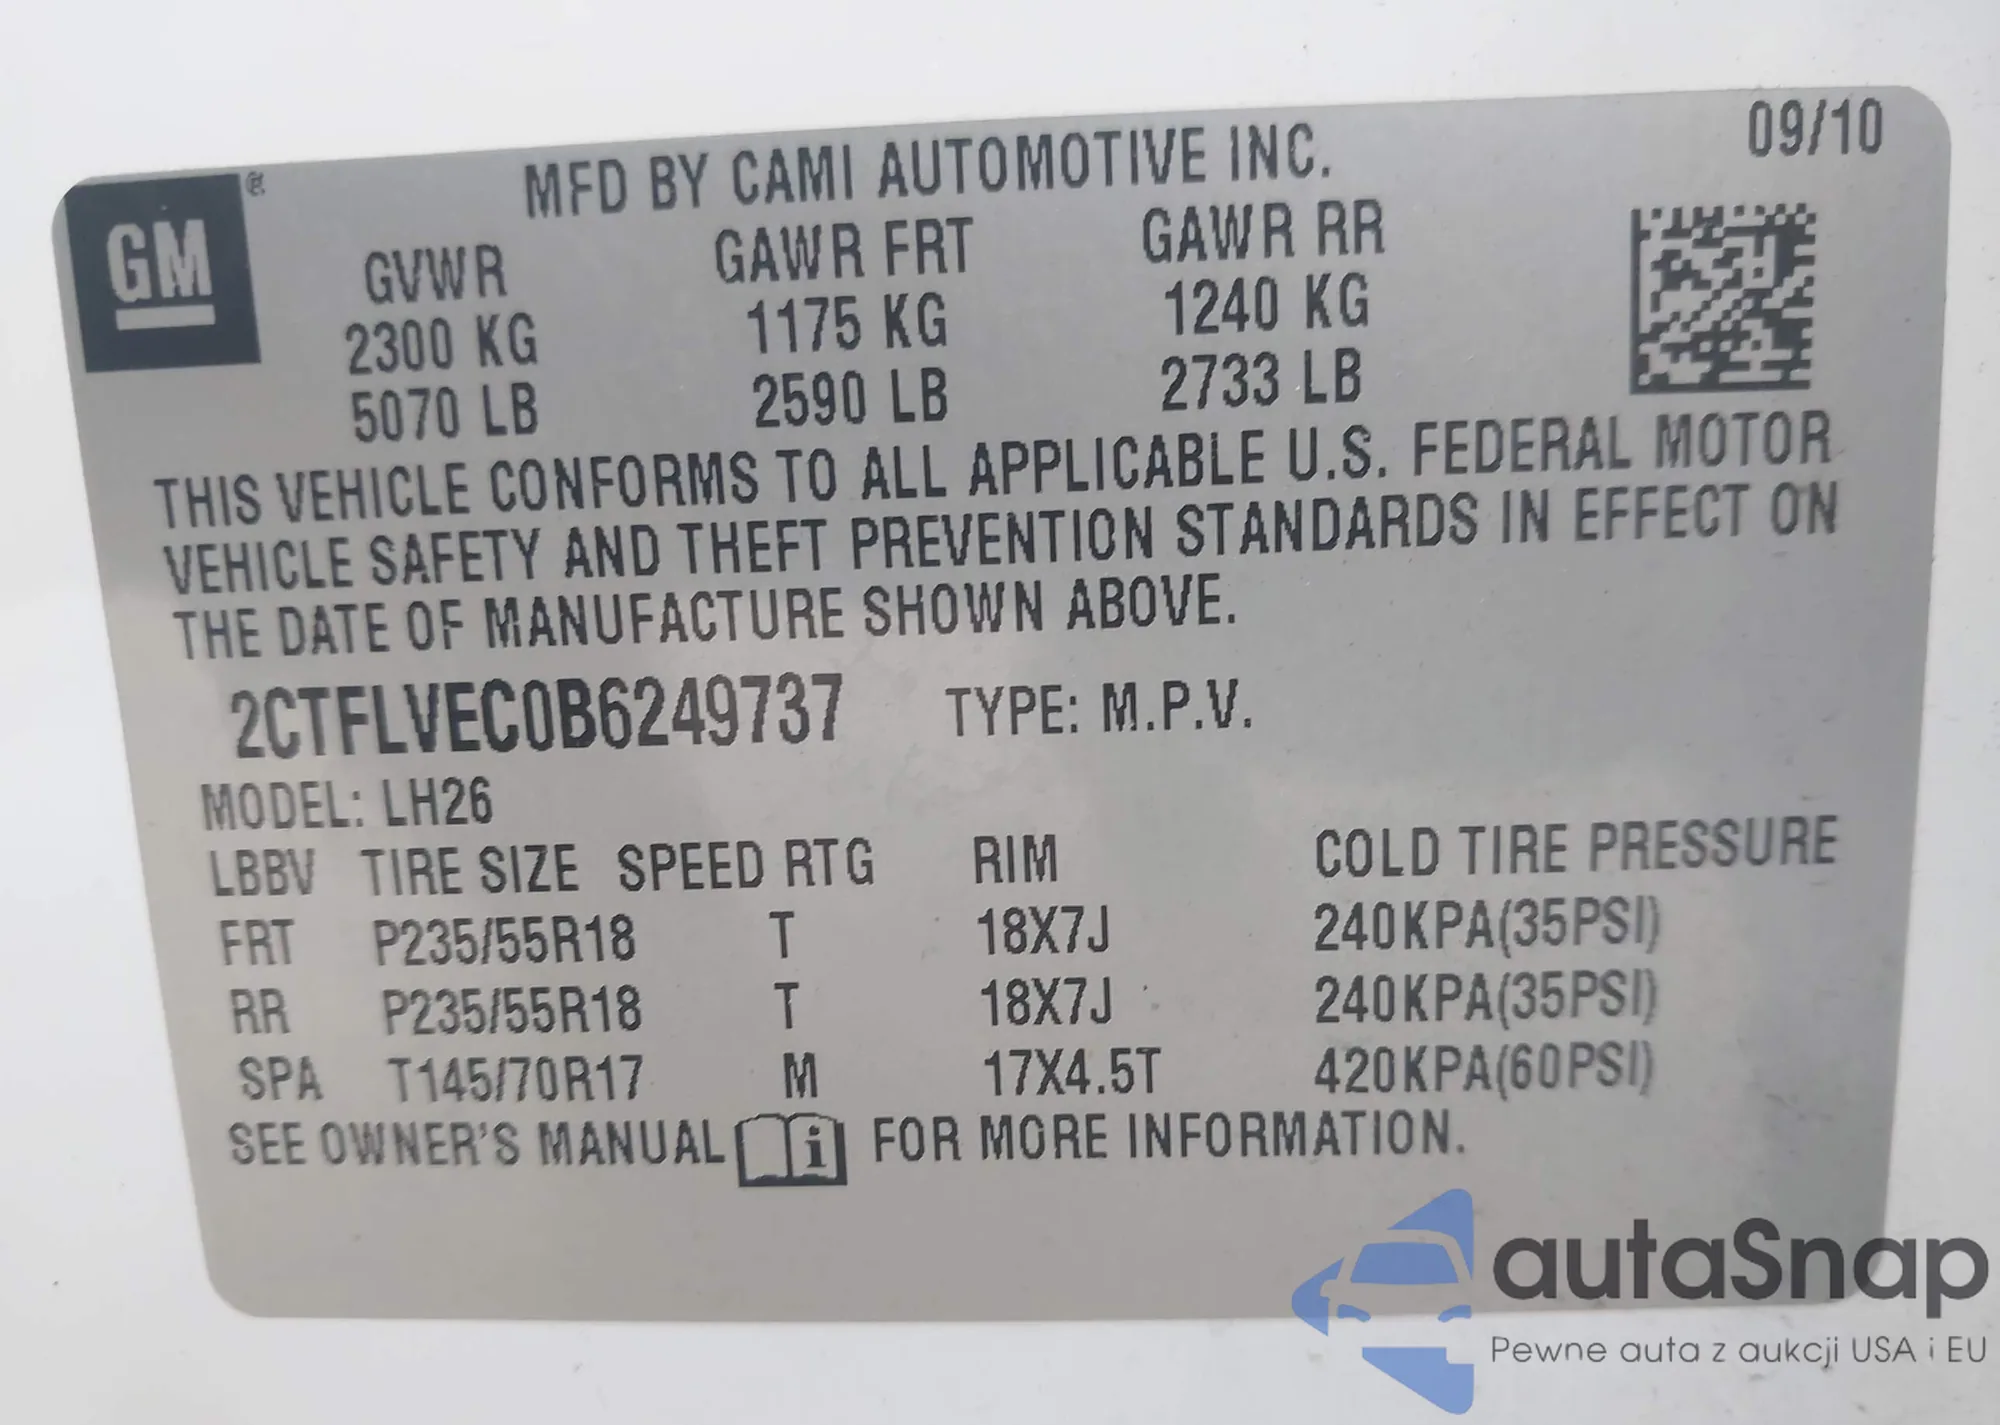 09/10
GM ®
MFD BY CAMI AUTOMOTIVE INC.
GVWR GAWR FRT GAWR RR
2300 KG 1175 KG 1240 KG
5070 LB 2590 LB 2733 LB
THIS VEHICLE CONFORMS TO ALL APPLICABLE U.S. FEDERAL MOTOR
VEHICLE SAFETY AND THEFT PREVENTION STANDARDS IN EFFECT ON
THE DATE OF MANUFACTURE SHOWN ABOVE.
2CTFLVEC0B6249737 TYPE: M.P.V.
MODEL: LH26
LBBV TIRE SIZE SPEED RTG RIM COLD TIRE PRESSURE
FRT P235/55R18 T 18X7J 240KPA(35PSI)
RR P235/55R18 T 18X7J 240KPA(35PSI)
SPA T145/70R17 M 17X4.5T 420KPA(60PSI)
SEE OWNER'S MANUAL i FOR MORE INFORMATION.
autaSnap
Pewne auta z aukcji USA i EU